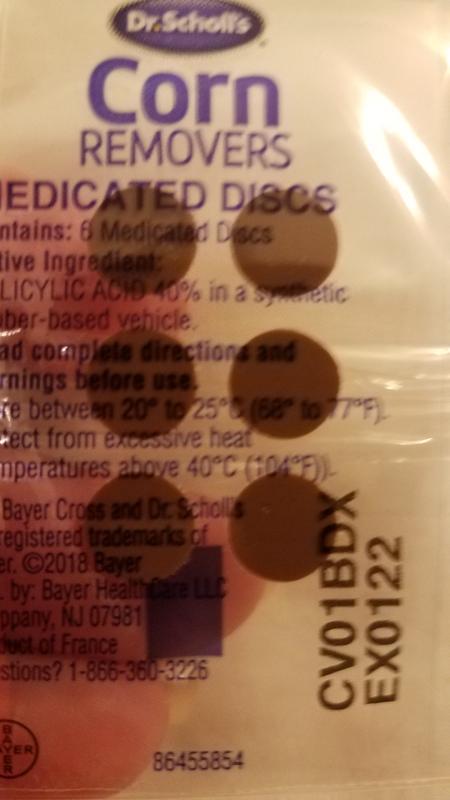 Dr.Scholl's
Corn
REMOVERS
MEDICATED DISCS
ntains: 6 Medicated Discs
tive Ingredient:
LICYLIC ACID 40% in a synthetic
ber-based vehicle.
ad complete directions and
rnings before use.
re between 20° to 25°C (68° to 77°F).
tect from excessive heat
mperatures above 40°C (104°F)).
Bayer Cross and Dr. Scholl's
registered trademarks of
er. ©2018 Bayer
. by: Bayer HealthCare LLC
ppany, NJ 07981
duct of France
stions? 1-866-360-3226
CV01BDX
EX0122
BAYER
86455854